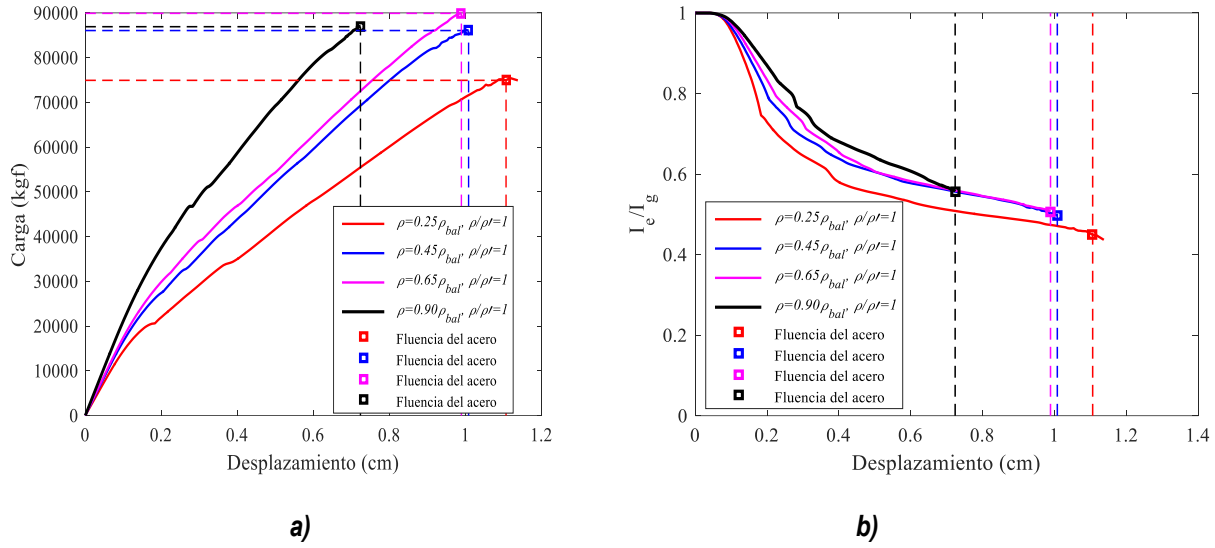 90000
80000
70000
60000
50000
40000
30000
20000
10000
0
Carga (kgf)
0 0.2 0.4 0.6 0.8 1 1.2
Desplazamiento (cm)
ρ=0.25ρbal, ρ/ρ′=1
ρ=0.45ρbal, ρ/ρ′=1
ρ=0.65ρbal, ρ/ρ′=1
ρ=0.90ρbal, ρ/ρ′=1
Fluencia del acero
Fluencia del acero
Fluencia del acero
Fluencia del acero
a)
1
0.8
0.6
0.4
0.2
0
Ie/Ig
0 0.2 0.4 0.6 0.8 1 1.2 1.4
Desplazamiento (cm)
ρ=0.25ρbal, ρ/ρ′=1
ρ=0.45ρbal, ρ/ρ′=1
ρ=0.65ρbal, ρ/ρ′=1
ρ=0.90ρbal, ρ/ρ′=1
Fluencia del acero
Fluencia del acero
Fluencia del acero
Fluencia del acero
b)